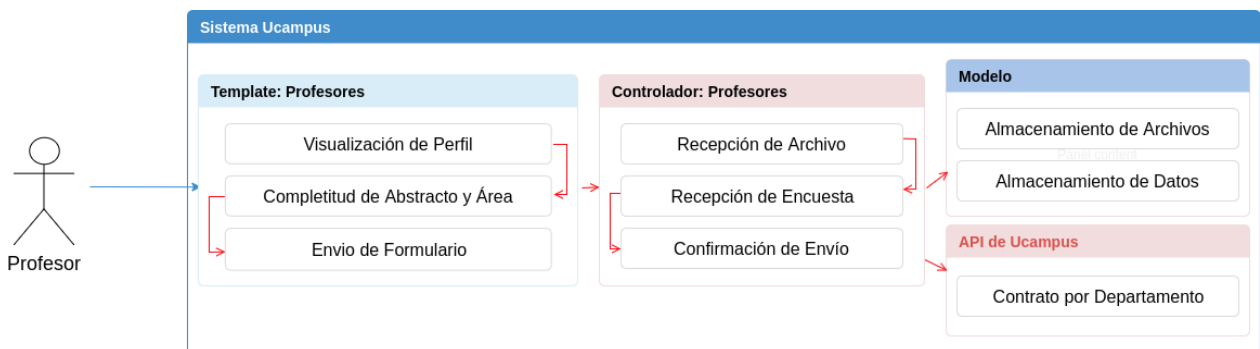 Sistema Ucampus
Profesor
Template: Profesores
Visualización de Perfil
Completitud de Abstracto y Área
Envio de Formulario
Controlador: Profesores
Recepción de Archivo
Recepción de Encuesta
Confirmación de Envío
Modelo
Almacenamiento de Archivos
Panel content
Almacenamiento de Datos
API de Ucampus
Contrato por Departamento